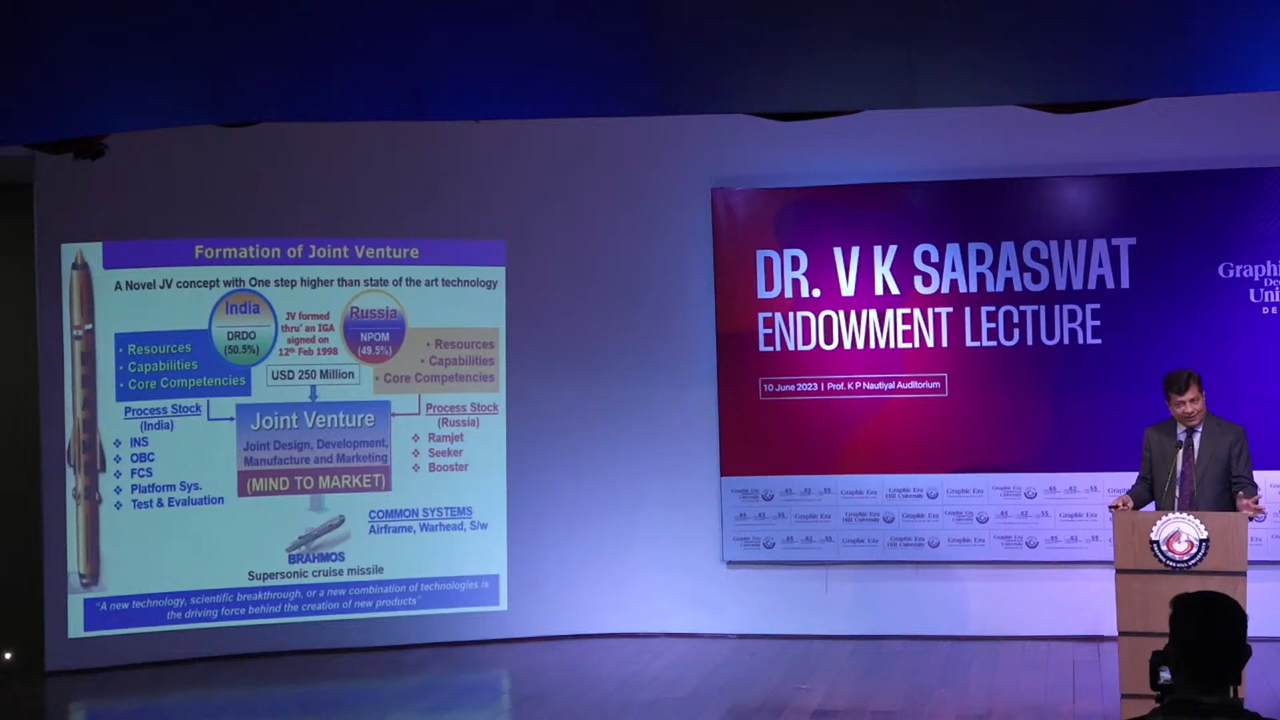 Formation of Joint Venture
A Novel JV concept with One step higher than state of the art technology
India
DRDO
(50.5%)
JV formed
thru' an IGA
signed on
12th Feb 1998
Russia
NPOM
(49.5%)
• Resources
• Capabilities
• Core Competencies
USD 250 Million
• Resources
• Capabilities
• Core Competencies
Process Stock
(India)
❖ INS
❖ OBC
❖ FCS
❖ Platform Sys.
❖ Test & Evaluation
Joint Venture
Joint Design, Development,
Manufacture and Marketing
(MIND TO MARKET)
Process Stock
(Russia)
❖ Ramjet
❖ Seeker
❖ Booster
COMMON SYSTEMS
Airframe, Warhead, S/w
BRAHMOS
Supersonic cruise missile
"A new technology, scientific breakthrough, or a new combination of technologies is
the driving force behind the creation of new products"
DR. V K SARASWAT
ENDOWMENT LECTURE
10 June 2023 | Prof. K P Nautiyal Auditorium
Graphic Era
Hill University
Graphic Era